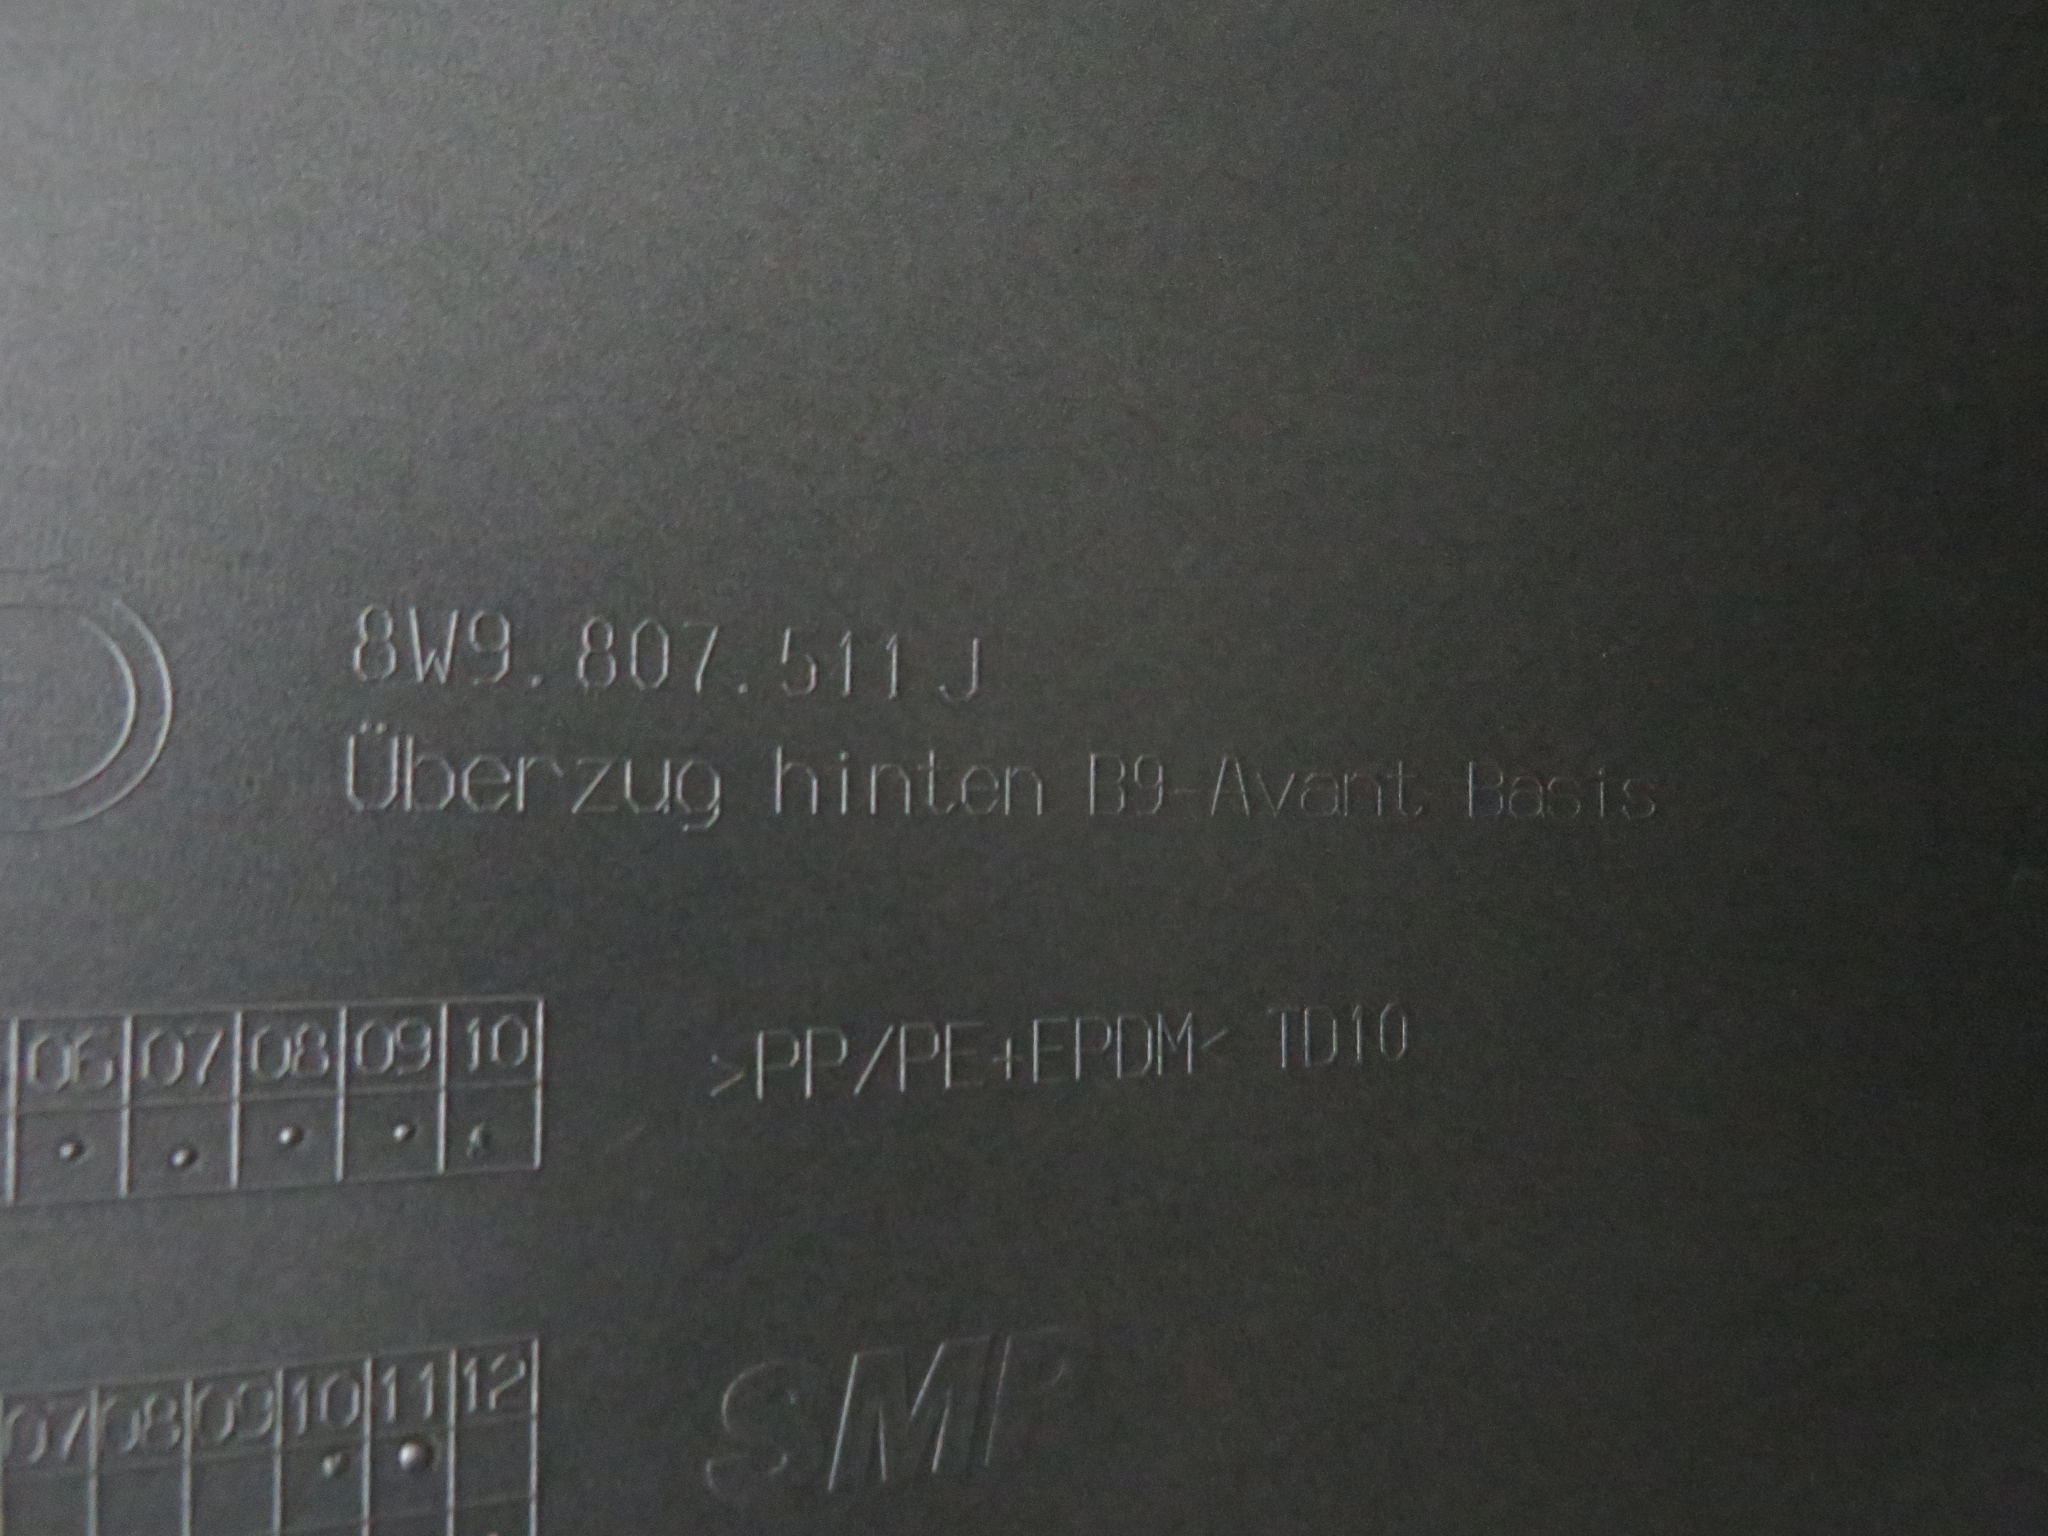 8W9.807.511 J
Überzug hinten B9-Avant Basis
06 07 08 09 10
>PP/PE+EPDM< TD10
07 08 09 10 11 12
SMP